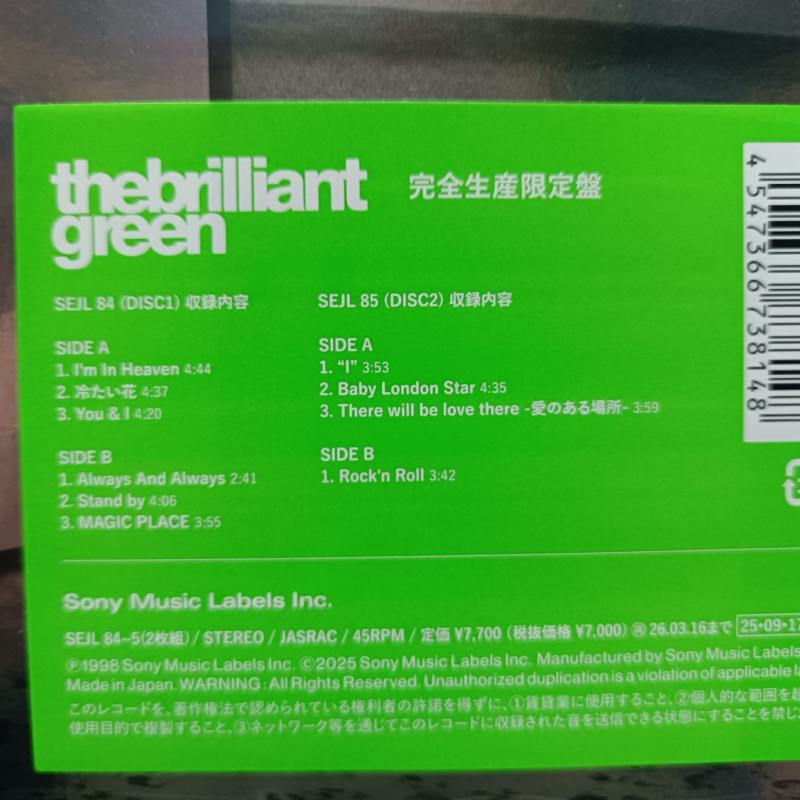 thebrilliant
green
完全生産限定盤
SEJL 84 (DISC1) 収録内容
SIDE A
1. I'm In Heaven 4:44
2. 冷たい花 4:37
3. You & I 4:20
SIDE B
1. Always And Always 2:41
2. Stand by 4:06
3. MAGIC PLACE 3:55
SEJL 85 (DISC2) 収録内容
SIDE A
1. “I” 3:53
2. Baby London Star 4:35
3. There will be love there -愛のある場所- 3:59
SIDE B
1. Rock'n Roll 3:42
4 547366 738148
Sony Music Labels Inc.
SEJL 84~5(2枚組) / STEREO / JASRAC / 45RPM / 定価 ¥7,700 (税抜価格 ¥7,000) ㊗ 26.03.16まで 25・09・17
Ⓟ1998 Sony Music Labels Inc. Ⓒ2025 Sony Music Labels Inc. Manufactured by Sony Music Labels
Made in Japan. WARNING : All Rights Reserved. Unauthorized duplication is a violation of applicable
このレコードを、著作権法で認められている権利者の許諾を得ずに、①賃貸業に使用すること、②個人的な範囲を超
使用目的で複製すること、③ネットワーク等を通じてこのレコードに収録された音を送信できる状態にすることを禁じ